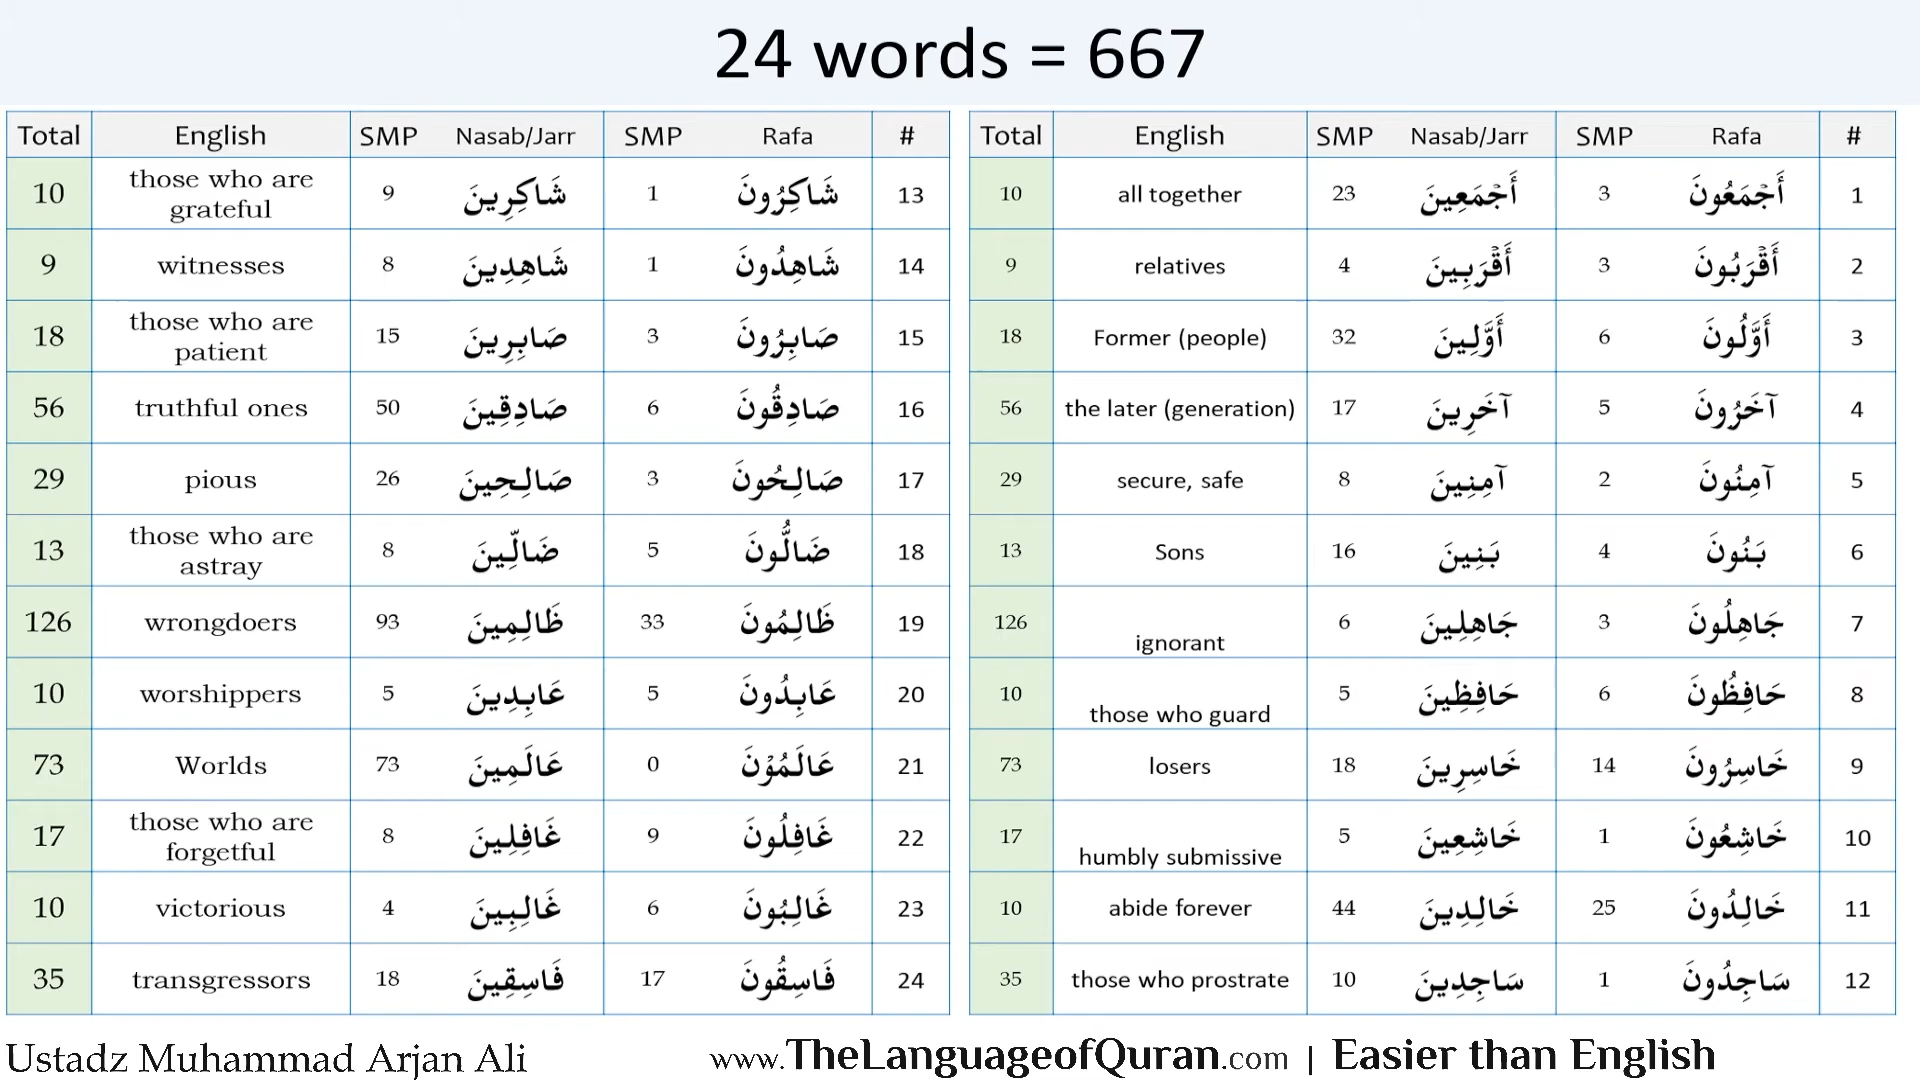 24 words = 667
Total English SMP Nasab/Jarr SMP Rafa #
10 those who are grateful 9 شَاكِرِينَ 1 شَاكِرُونَ 13
9 witnesses 8 شَاهِدِينَ 1 شَاهِدُونَ 14
18 those who are patient 15 صَابِرِينَ 3 صَابِرُونَ 15
56 truthful ones 50 صَادِقِينَ 6 صَادِقُونَ 16
29 pious 26 صَالِحِينَ 3 صَالِحُونَ 17
13 those who are astray 8 ضَالِّينَ 5 ضَالُّونَ 18
126 wrongdoers 93 ظَالِمِينَ 33 ظَالِمُونَ 19
10 worshippers 5 عَابِدِينَ 5 عَابِدُونَ 20
73 Worlds 73 عَالَمِينَ 0 عَالَمُوْنَ 21
17 those who are forgetful 8 غَافِلِينَ 9 غَافِلُونَ 22
10 victorious 4 غَالِبِينَ 6 غَالِبُونَ 23
35 transgressors 18 فَاسِقِينَ 17 فَاسِقُونَ 24
Total English SMP Nasab/Jarr SMP Rafa #
10 all together 23 أَجْمَعِينَ 3 أَجْمَعُونَ 1
9 relatives 4 أَقْرَبِينَ 3 أَقْرَبُونَ 2
18 Former (people) 32 أَوَّلِينَ 6 أَوَّلُونَ 3
56 the later (generation) 17 آخَرِينَ 5 آخَرُونَ 4
29 secure, safe 8 آمِنِينَ 2 آمِنُونَ 5
13 Sons 16 بَنِينَ 4 بَنُونَ 6
126 ignorant 6 جَاهِلِينَ 3 جَاهِلُونَ 7
10 those who guard 5 حَافِظِينَ 6 حَافِظُونَ 8
73 losers 18 خَاسِرِينَ 14 خَاسِرُونَ 9
17 humbly submissive 5 خَاشِعِينَ 1 خَاشِعُونَ 10
10 abide forever 44 خَالِدِينَ 25 خَالِدُونَ 11
35 those who prostrate 10 سَاجِدِينَ 1 سَاجِدُونَ 12
Ustadz Muhammad Arjan Ali www.TheLanguageofQuran.com | Easier than English